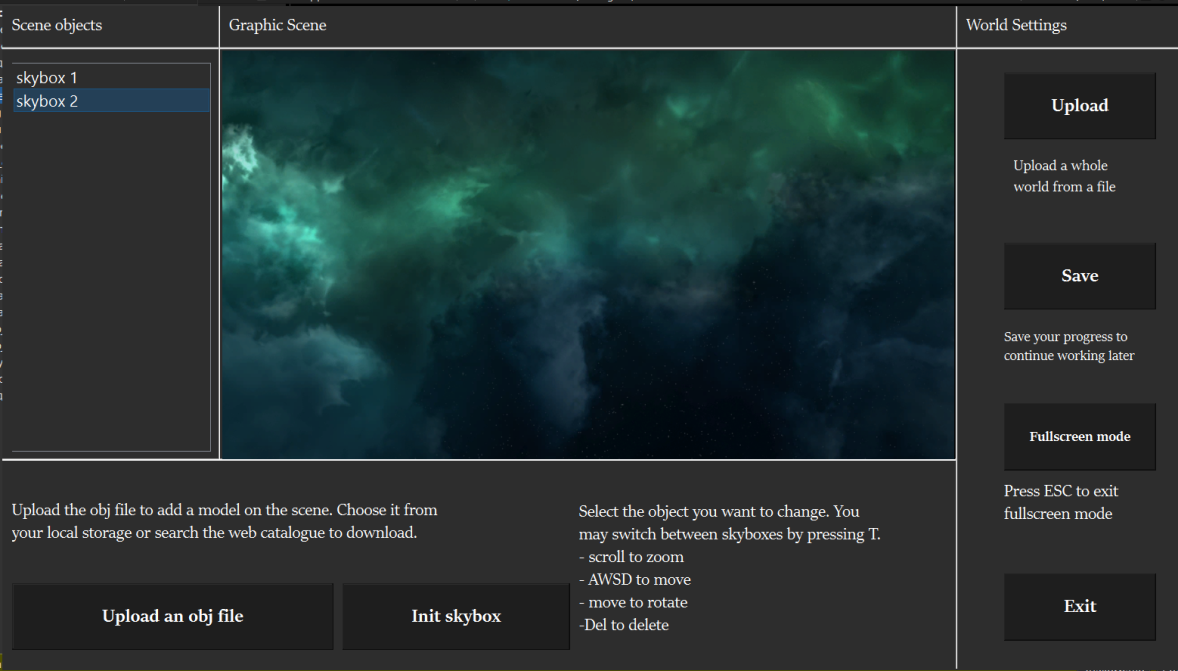 Scene objects
Graphic Scene
World Settings
skybox 1
skybox 2
Upload
Upload a whole
world from a file
Save
Save your progress to
continue working later
Fullscreen mode
Press ESC to exit
fullscreen mode
Exit
Upload the obj file to add a model on the scene. Choose it from
your local storage or search the web catalogue to download.
Upload an obj file
Init skybox
Select the object you want to change. You
may switch between skyboxes by pressing T.
- scroll to zoom
- AWSD to move
- move to rotate
-Del to delete